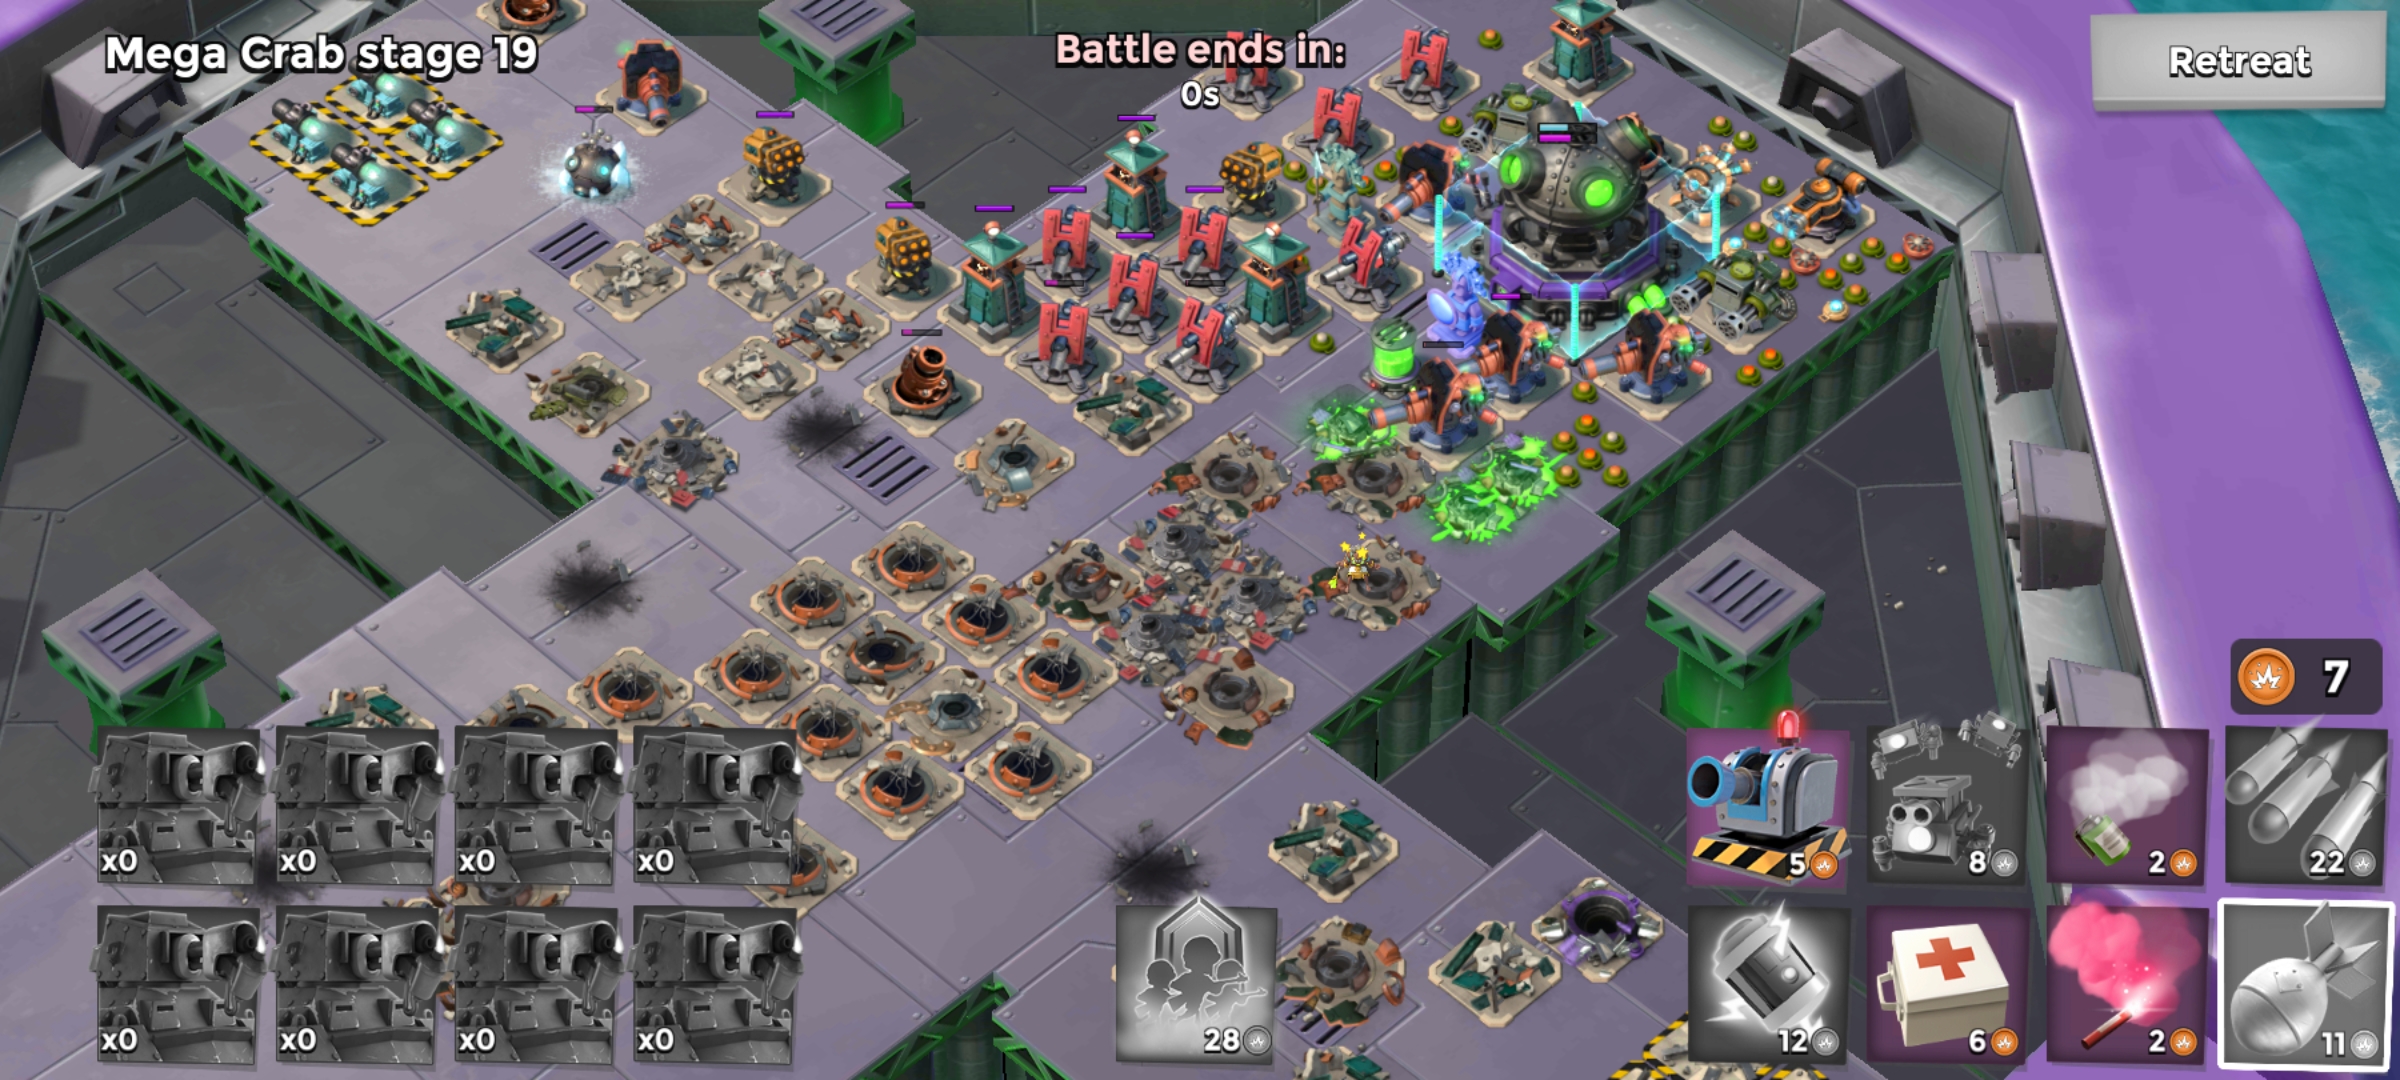 Mega Crab stage 19
Battle ends in:
0s
Retreat
7
x0
x0
x0
x0
5
8
2
22
x0
x0
x0
x0
28
12
6
2
11